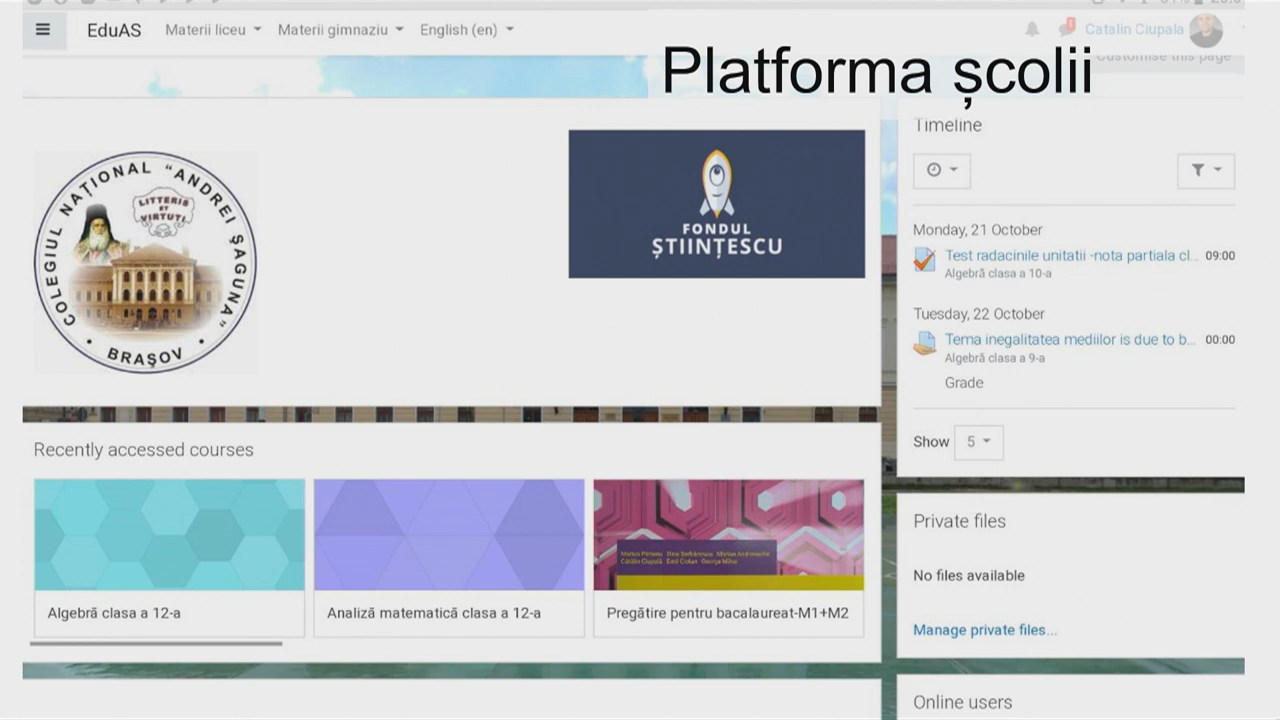 EduAS
Materii liceu
Materii gimnaziu
English (en)
Catalin Ciupala
Platforma școlii
Customise this page
COLEGIUL NAȚIONAL "ANDREI ȘAGUNA"
LITTERIS
ET
VIRTUTI
BRAȘOV
FONDUL
ȘTIINȚESCU
Timeline
Monday, 21 October
Test radacinile unitatii -nota partiala cl... 09:00
Algebră clasa a 10-a
Tuesday, 22 October
Tema inegalitatea mediilor is due to b... 00:00
Algebră clasa a 9-a
Grade
Show 5
Recently accessed courses
Algebră clasa a 12-a
Analiză matematică clasa a 12-a
Pregătire pentru bacalaureat-M1+M2
Private files
No files available
Manage private files...
Online users